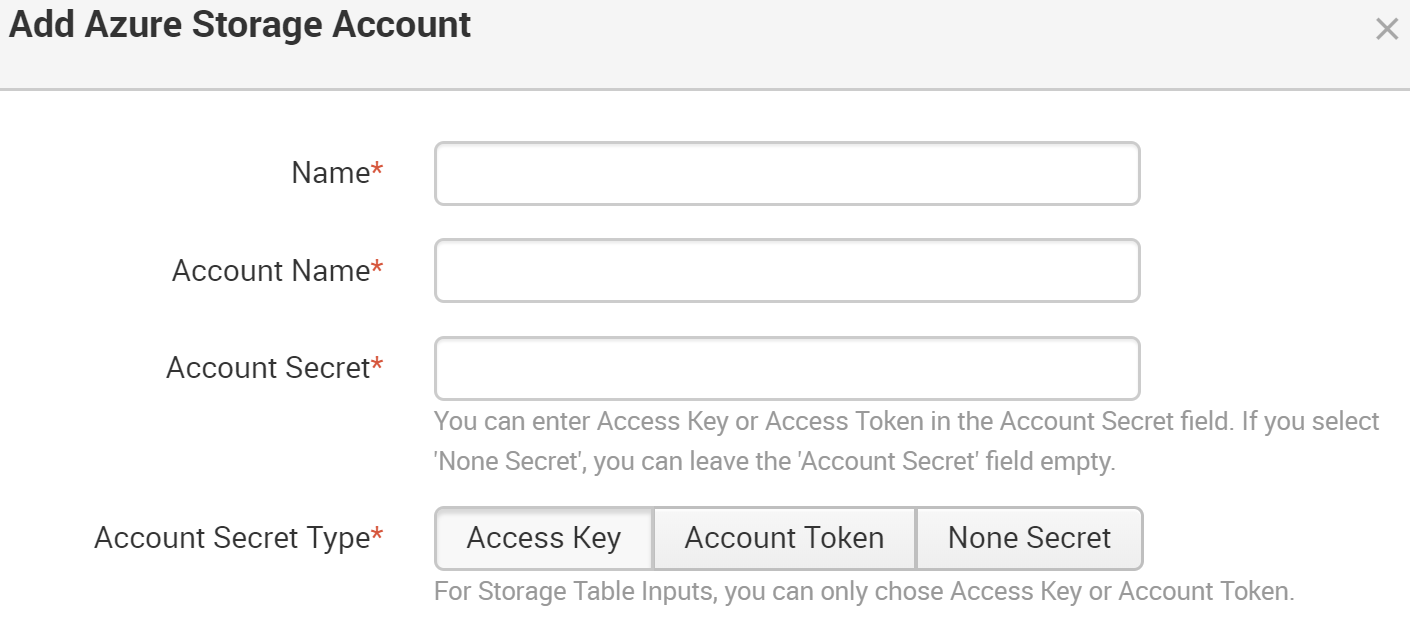 Add Azure Storage Account
Name*
Account Name*
Account Secret*
You can enter Access Key or Access Token in the Account Secret field. If you select
'None Secret', you can leave the 'Account Secret' field empty.
Account Secret Type* Access Key Account Token None Secret
For Storage Table Inputs, you can only chose Access Key or Account Token.